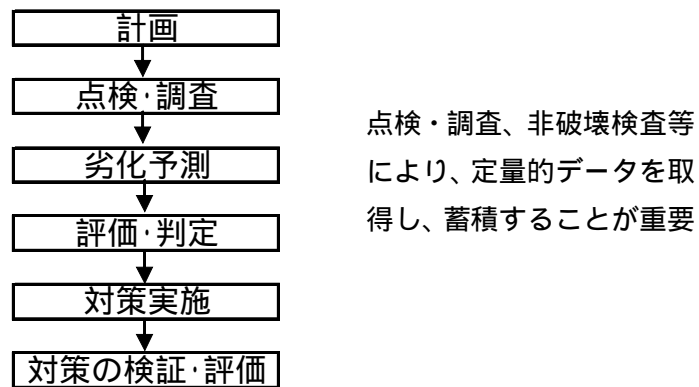 計画
点検･調査
劣化予測
評価･判定
対策実施
対策の検証･評価
点検・調査、非破壊検査等
により、定量的データを取
得し、蓄積することが重要